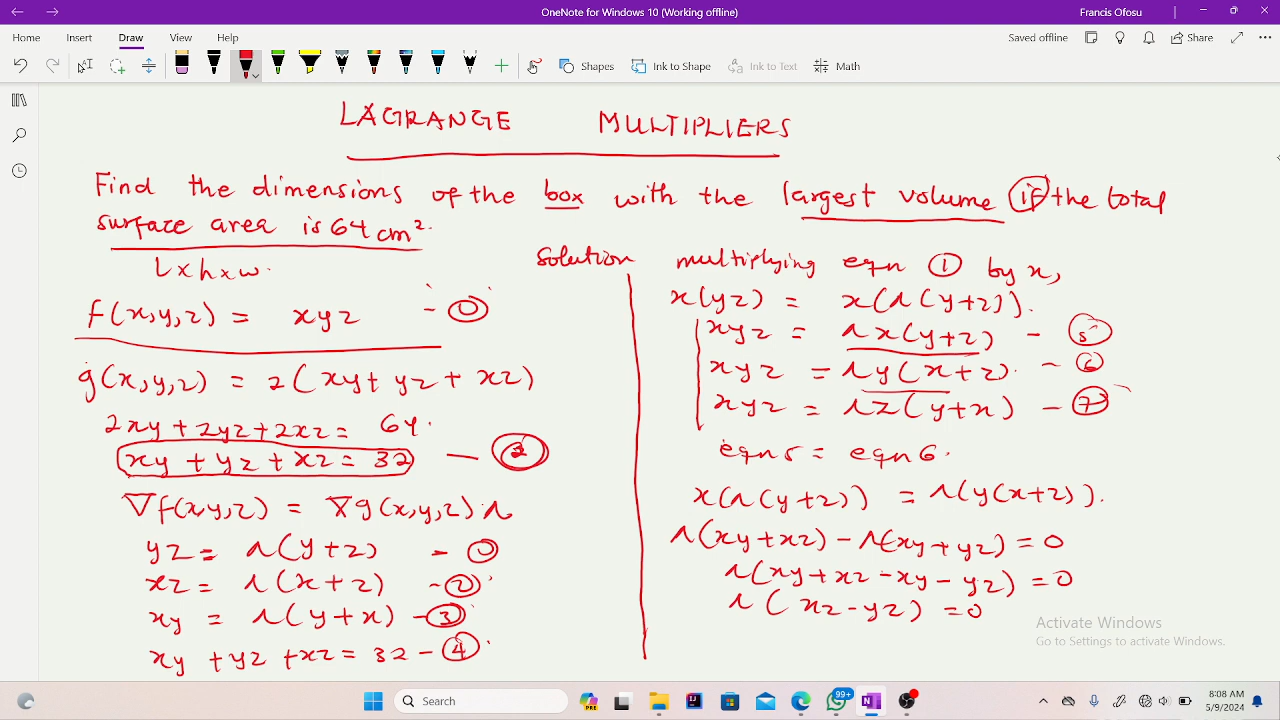 OneNote for Windows 10 (Working offline)
Francis Ofosu
Home Insert Draw View Help
Saved offline
Share
Shapes
Ink to Shape
Ink to Text
Math
LAGRANGE MULTIPLIERS
Find the dimensions of the box with the largest volume if the total
surface area is 64 cm².
L x h x w.
f(x,y,z) = xyz - ①
g(x,y,z) = 2(xy + yz + xz)
2xy + 2yz + 2xz = 64.
xy + yz + xz = 32 — ②
∇f(x,y,z) = ∇g(x,y,z)·λ
yz = λ(y+z) - ①
xz = λ(x+z) - ②
xy = λ(y+x) - ③
xy + yz + xz = 32 - ④
Solution
multiplying eqn ① by x,
x(yz) = x(λ(y+z)).
xyz = λx(y+z) - ⑤
xyz = λy(x+z). - ⑥
xyz = λz(y+x) - ⑦
eqn 5 = eqn 6.
x(λ(y+z)) = λ(y(x+z)).
λ(xy+xz) - λ(xy+yz) = 0
λ(xy+xz-xy-yz) = 0
λ(xz-yz) = 0
Activate Windows
Go to Settings to activate Windows.
Search
PRE
99+
8:08 AM
5/9/2024